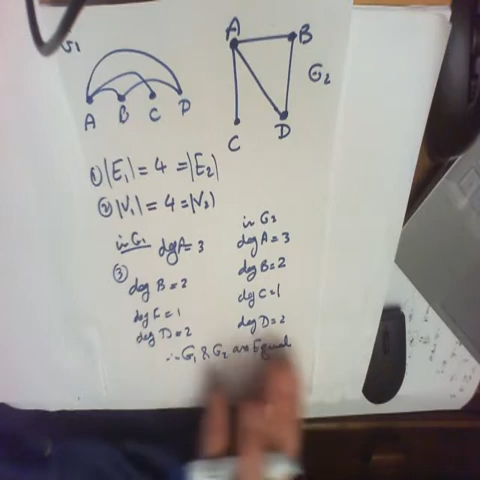 G1
A B C D
A B
G2
C D
① |E1| = 4 = |E2|
② |V1| = 4 = |V2|
③
in G1 deg A = 3
deg B = 2
deg C = 1
deg D = 2
in G2
deg A = 3
deg B = 2
deg C = 1
deg D = 2
∴ G1 & G2 are Equal